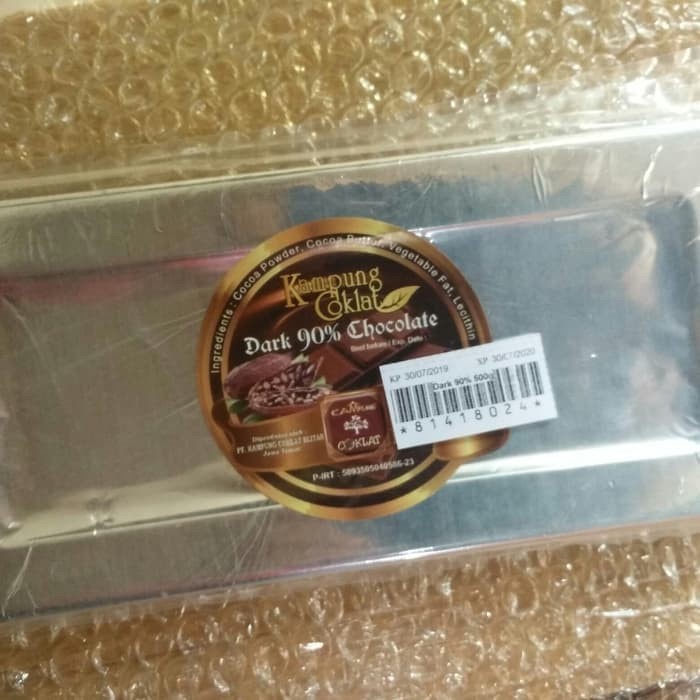 Ingredients : Cocoa Powder, Cocoa Butter, Vegetable Fat, Lecithin
Kampung
Coklat
Dark 90% Chocolate
Best before / Exp. Date :
KP 30/07/2019 XP 30/07/2020
Dark 90% 500g
*81418024*
KAMPUNG
COKLAT
Diproduksi oleh :
PT. KAMPUNG COKLAT BLITAR
Jawa Timur
P-IRT : 5093505040586-23